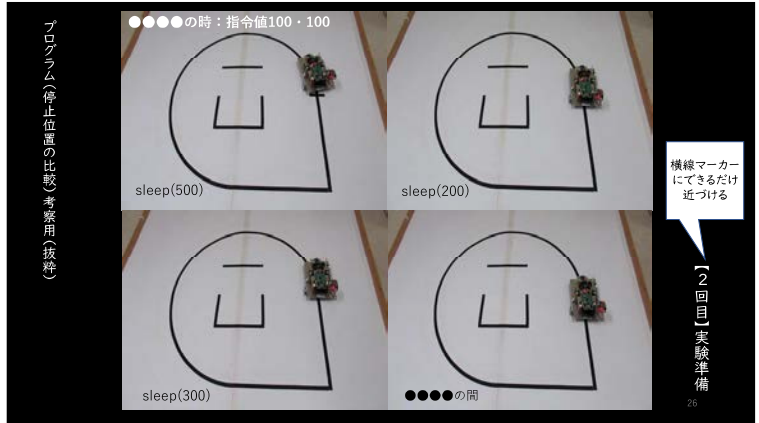 ●●●●の時：指令値100・100
プログラム(停止位置の比較)考察用(抜粋)
sleep(500)
sleep(200)
sleep(300)
●●●●の間
横線マーカー
にできるだけ
近づける
【2回目】実験準備
26